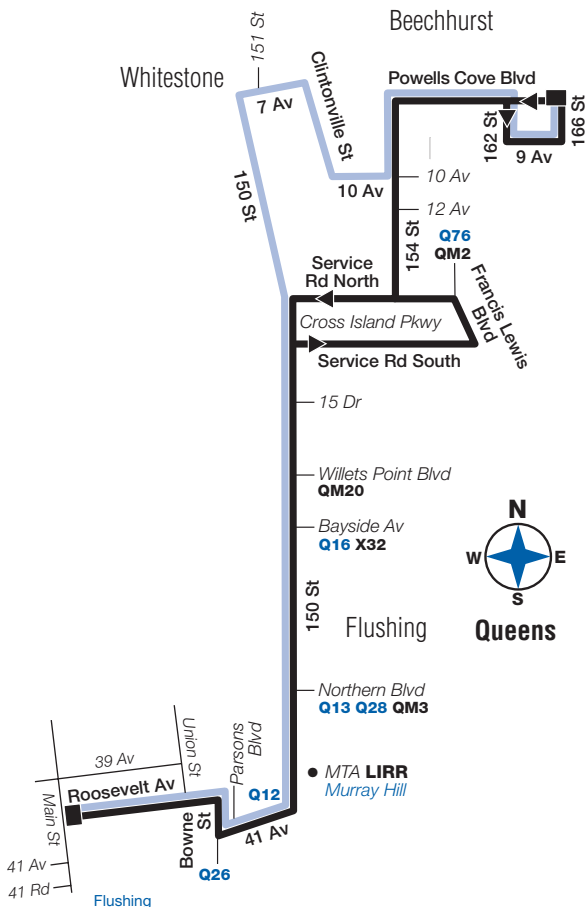 Beechhurst
151 St
Whitestone
Clintonville St
Powells Cove Blvd
7 Av
162 St
166 St
9 Av
10 Av
10 Av
150 St
12 Av
154 St
Q76
QM2
Service
Rd North
Francis Lewis
Blvd
Cross Island Pkwy
Service Rd South
15 Dr
Willets Point Blvd
QM20
Bayside Av
Q16 X32
N
W
E
S
150 St
Flushing
Queens
Northern Blvd
Q13 Q28 QM3
Union St
Parsons
Blvd
39 Av
MTA LIRR
Murray Hill
Roosevelt Av
Q12
Main St
Bowne
St
41 Av
41 Av
Q26
41 Rd
Flushing